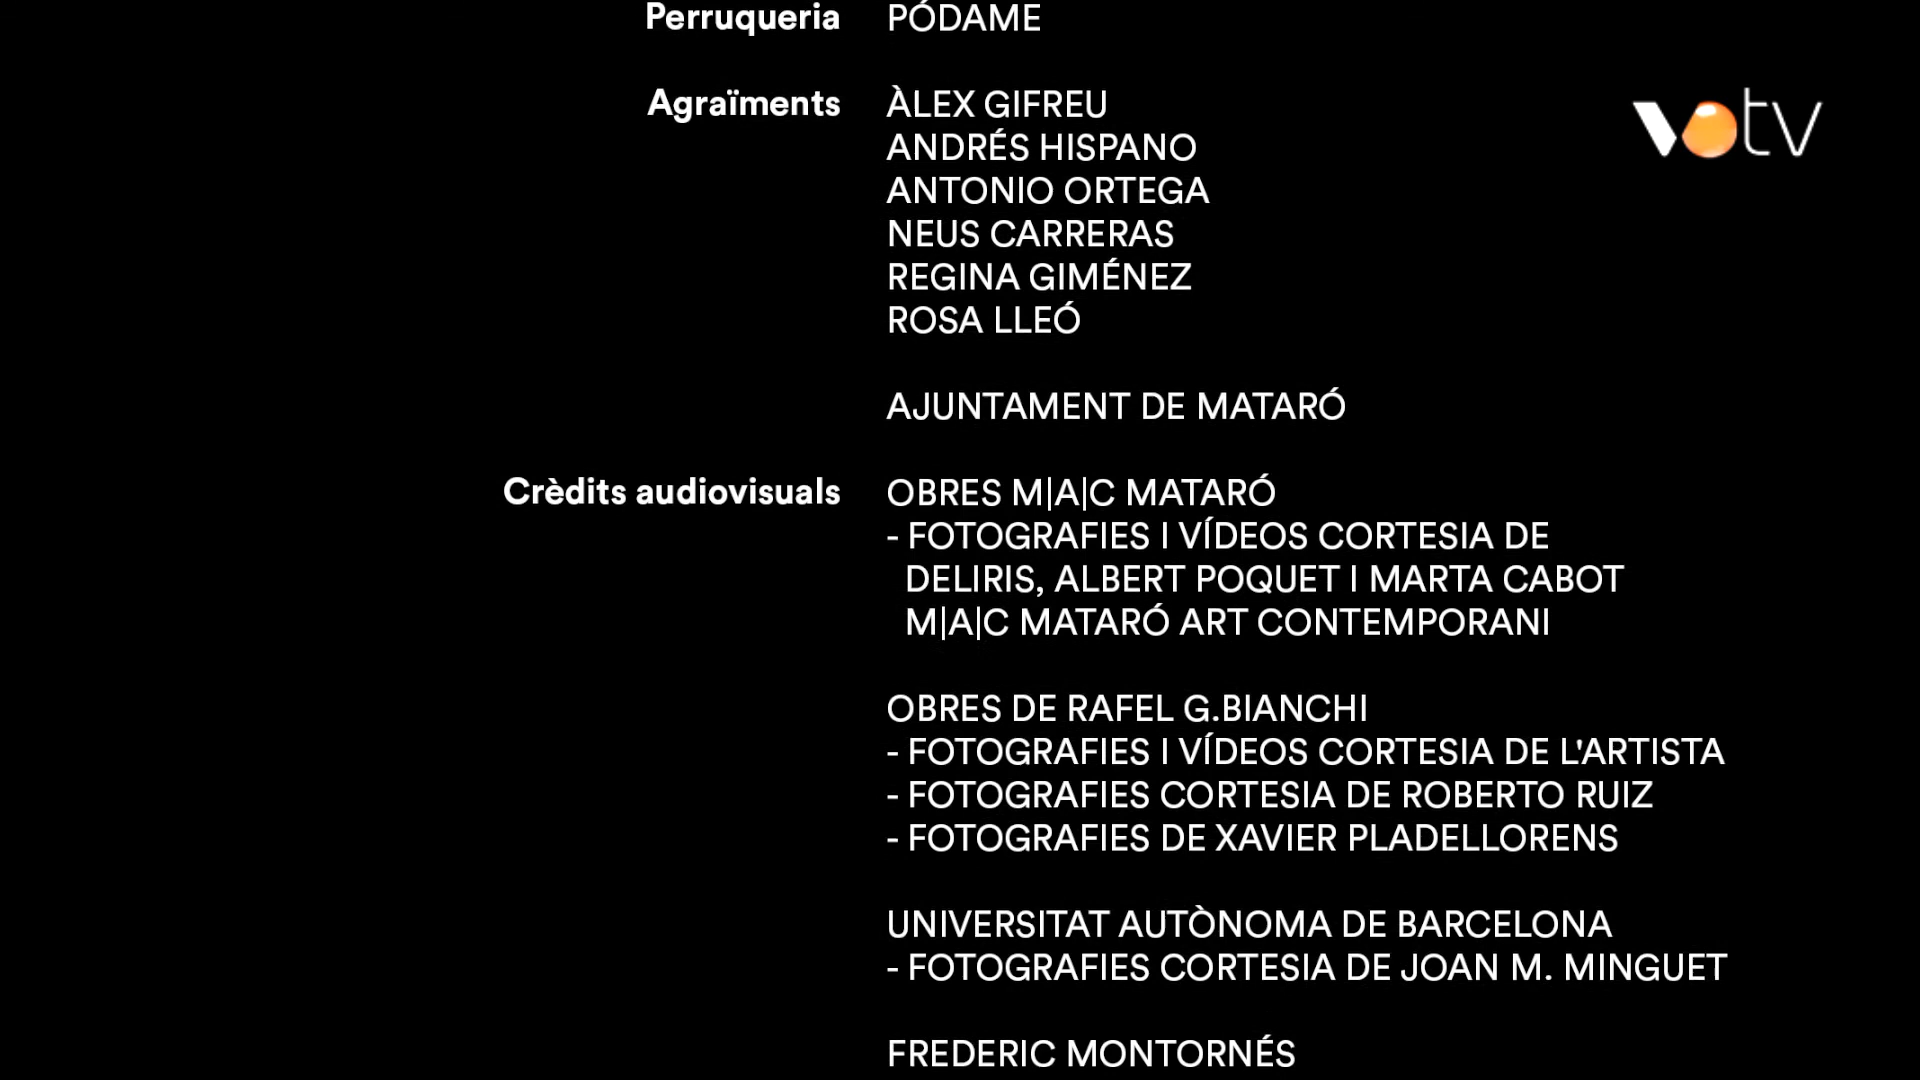 Perruqueria PÓDAME
Agraïments ÀLEX GIFREU
ANDRÉS HISPANO
ANTONIO ORTEGA
NEUS CARRERAS
REGINA GIMÉNEZ
ROSA LLEÓ
AJUNTAMENT DE MATARÓ
Crèdits audiovisuals OBRES M|A|C MATARÓ
- FOTOGRAFIES I VÍDEOS CORTESIA DE
DELIRIS, ALBERT POQUET I MARTA CABOT
M|A|C MATARÓ ART CONTEMPORANI
OBRES DE RAFEL G.BIANCHI
- FOTOGRAFIES I VÍDEOS CORTESIA DE L'ARTISTA
- FOTOGRAFIES CORTESIA DE ROBERTO RUIZ
- FOTOGRAFIES DE XAVIER PLADELLORENS
UNIVERSITAT AUTÒNOMA DE BARCELONA
- FOTOGRAFIES CORTESIA DE JOAN M. MINGUET
FREDERIC MONTORNÉS
votv